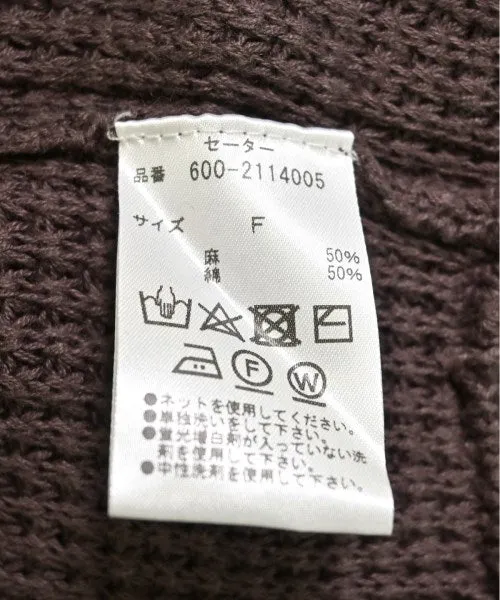 セーター
品番 600-2114005
サイズ F
麻 50%
綿 50%
F W
●ネットを使用してください。
●単独洗いをして下さい。
●蛍光増白剤が入っていない洗
剤を使用して下さい。
●中性洗剤を使用して下さい。